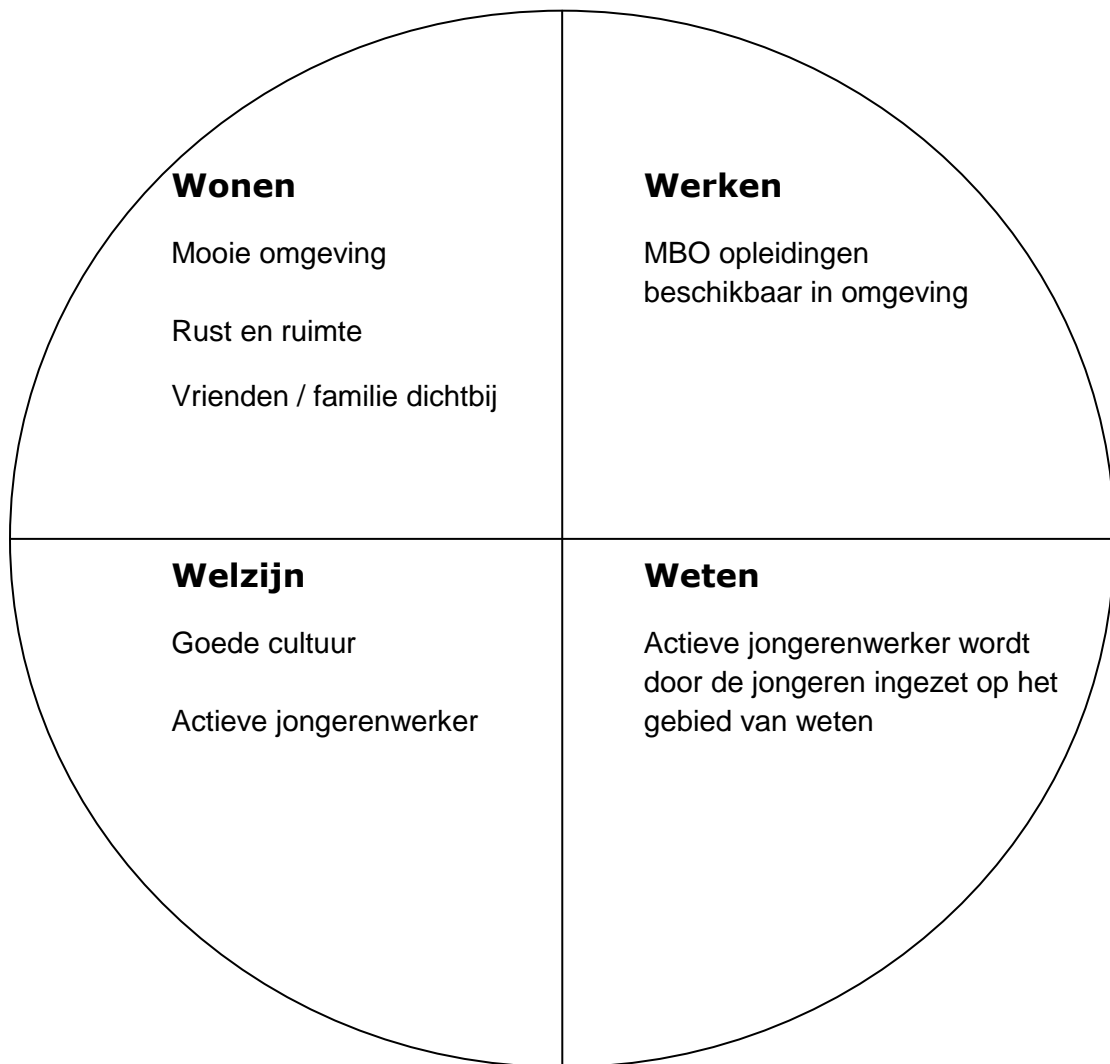 Wonen
Mooie omgeving
Rust en ruimte
Vrienden / familie dichtbij
Werken
MBO opleidingen
beschikbaar in omgeving
Welzijn
Goede cultuur
Actieve jongerenwerker
Weten
Actieve jongerenwerker wordt
door de jongeren ingezet op het
gebied van weten